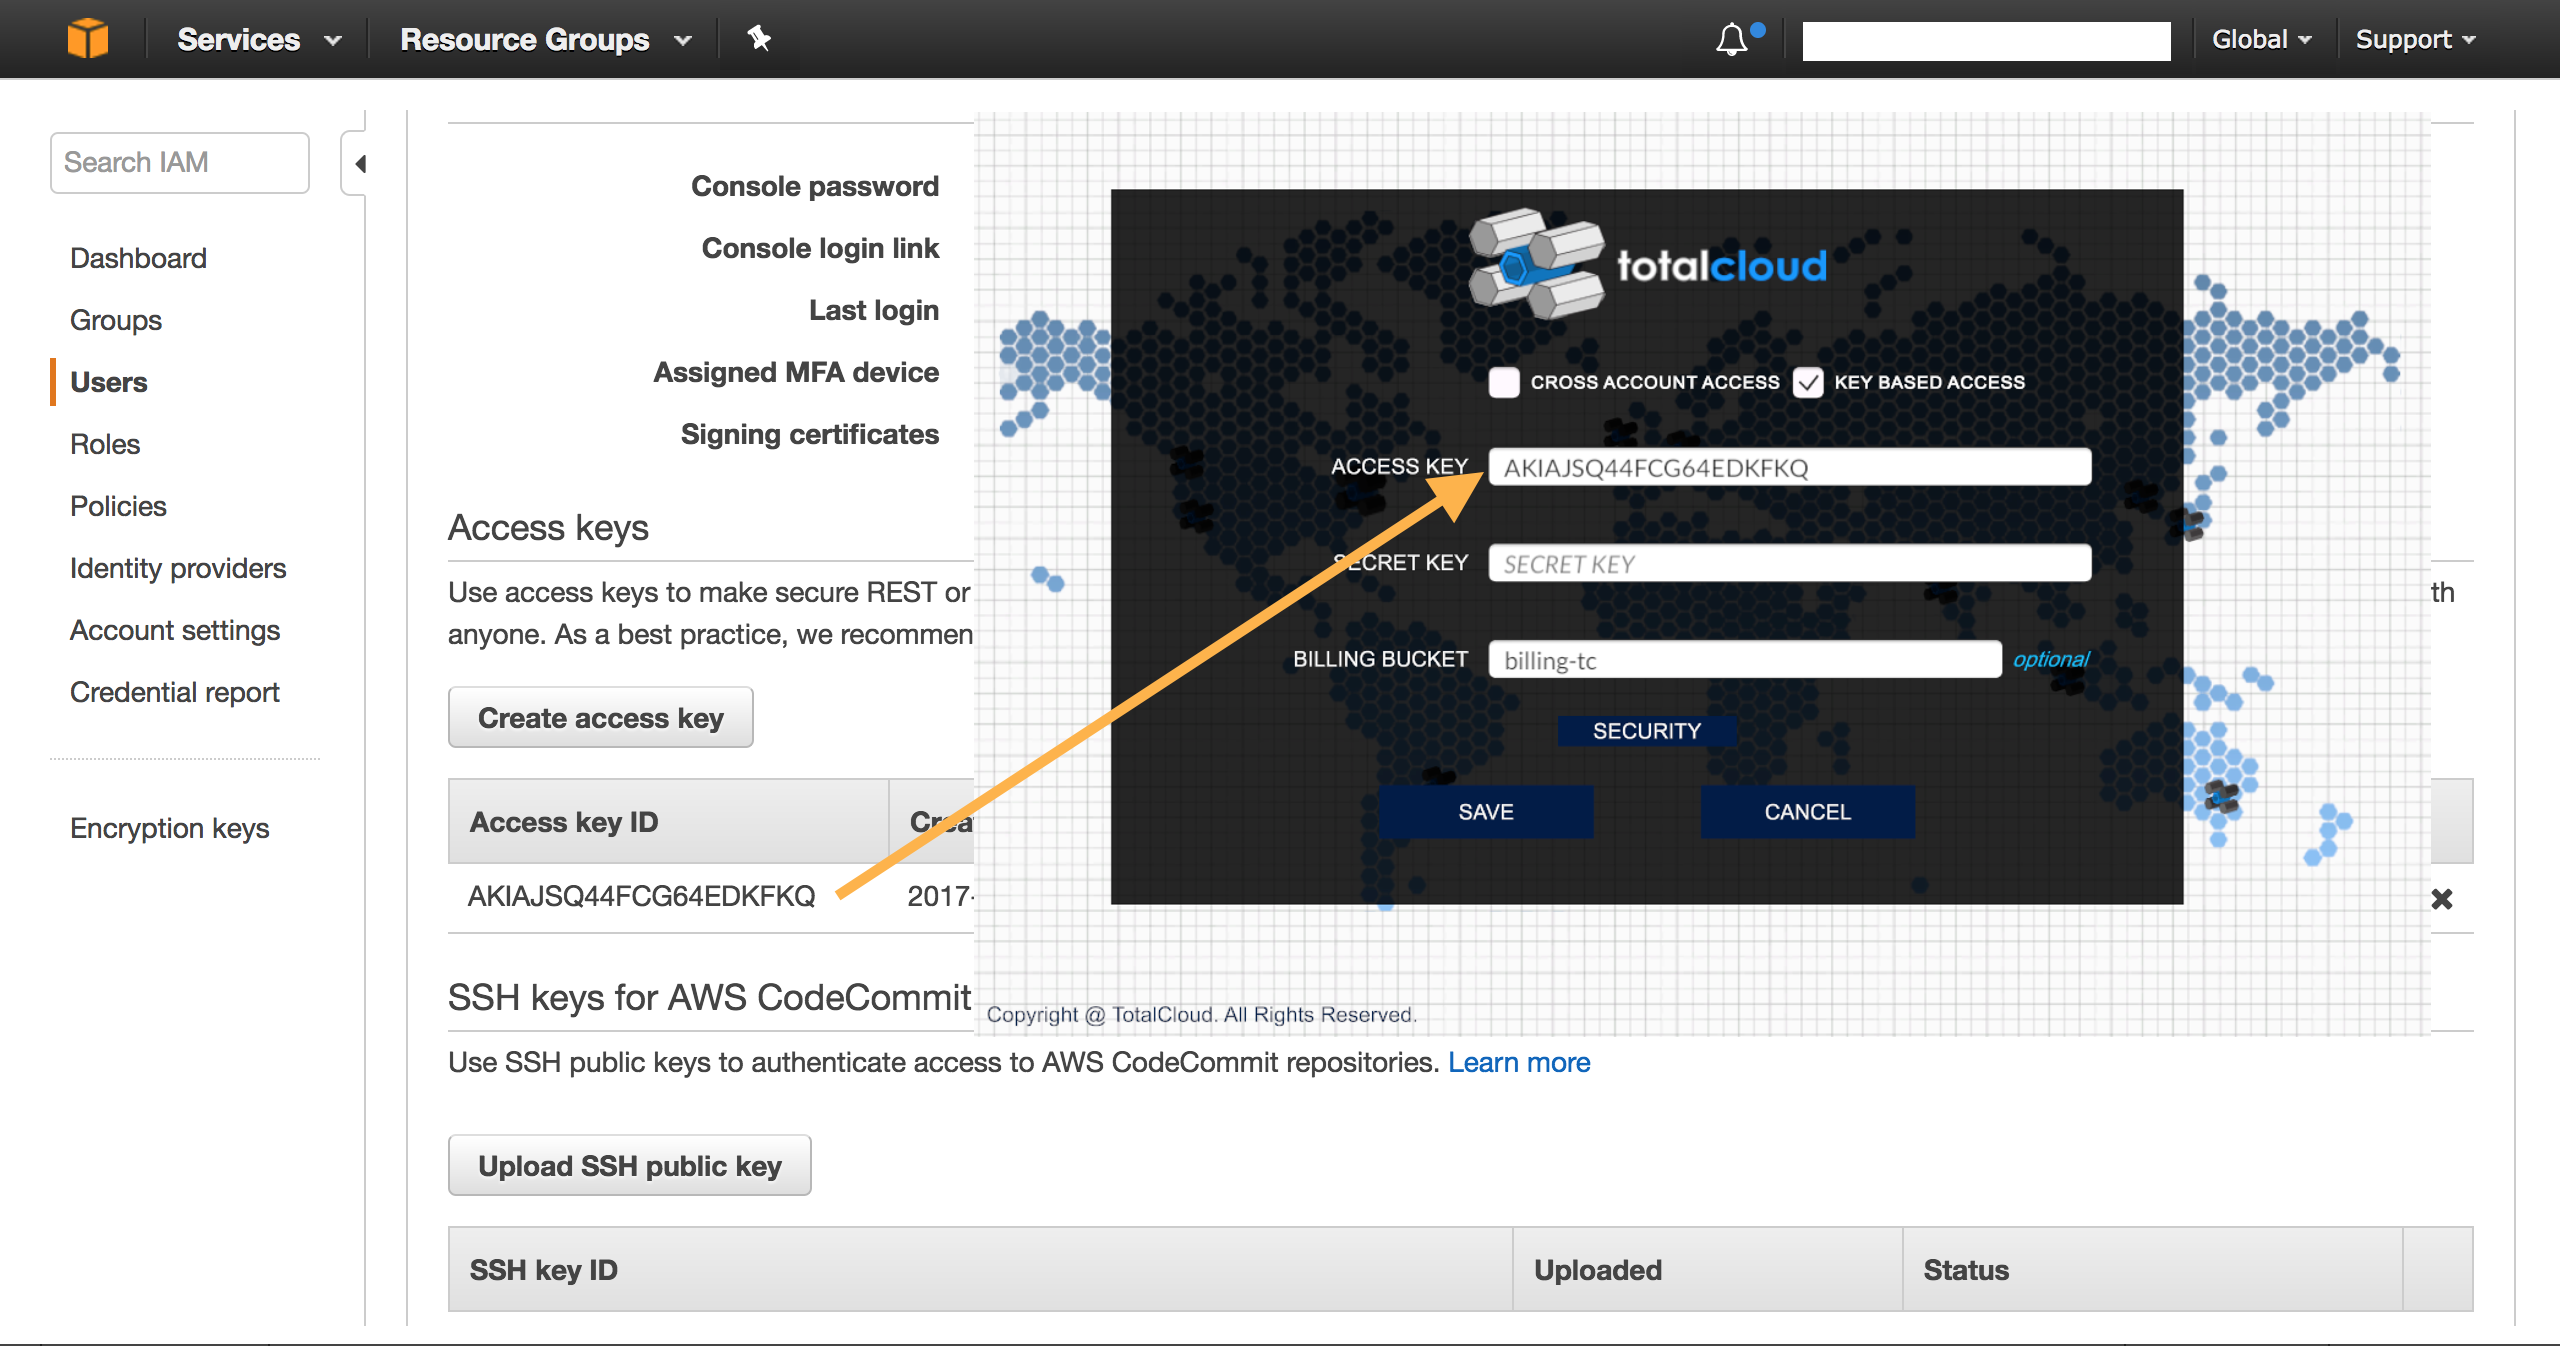 Services
Resource Groups
Global
Support
Search IAM
Dashboard
Groups
Users
Roles
Policies
Identity providers
Account settings
Credential report
Encryption keys
Console password
Console login link
Last login
Assigned MFA device
Signing certificates
Access keys
Use access keys to make secure REST or
th
anyone. As a best practice, we recommen
Create access key
Access key ID
Crea
AKIAJSQ44FCG64EDKFKQ
2017-
totalcloud
CROSS ACCOUNT ACCESS
KEY BASED ACCESS
ACCESS KEY
AKIAJSQ44FCG64EDKFKQ
SECRET KEY
SECRET KEY
BILLING BUCKET
billing-tc
optional
SECURITY
SAVE
CANCEL
Copyright @ TotalCloud. All Rights Reserved.
SSH keys for AWS CodeCommit
Use SSH public keys to authenticate access to AWS CodeCommit repositories. Learn more
Upload SSH public key
SSH key ID
Uploaded
Status